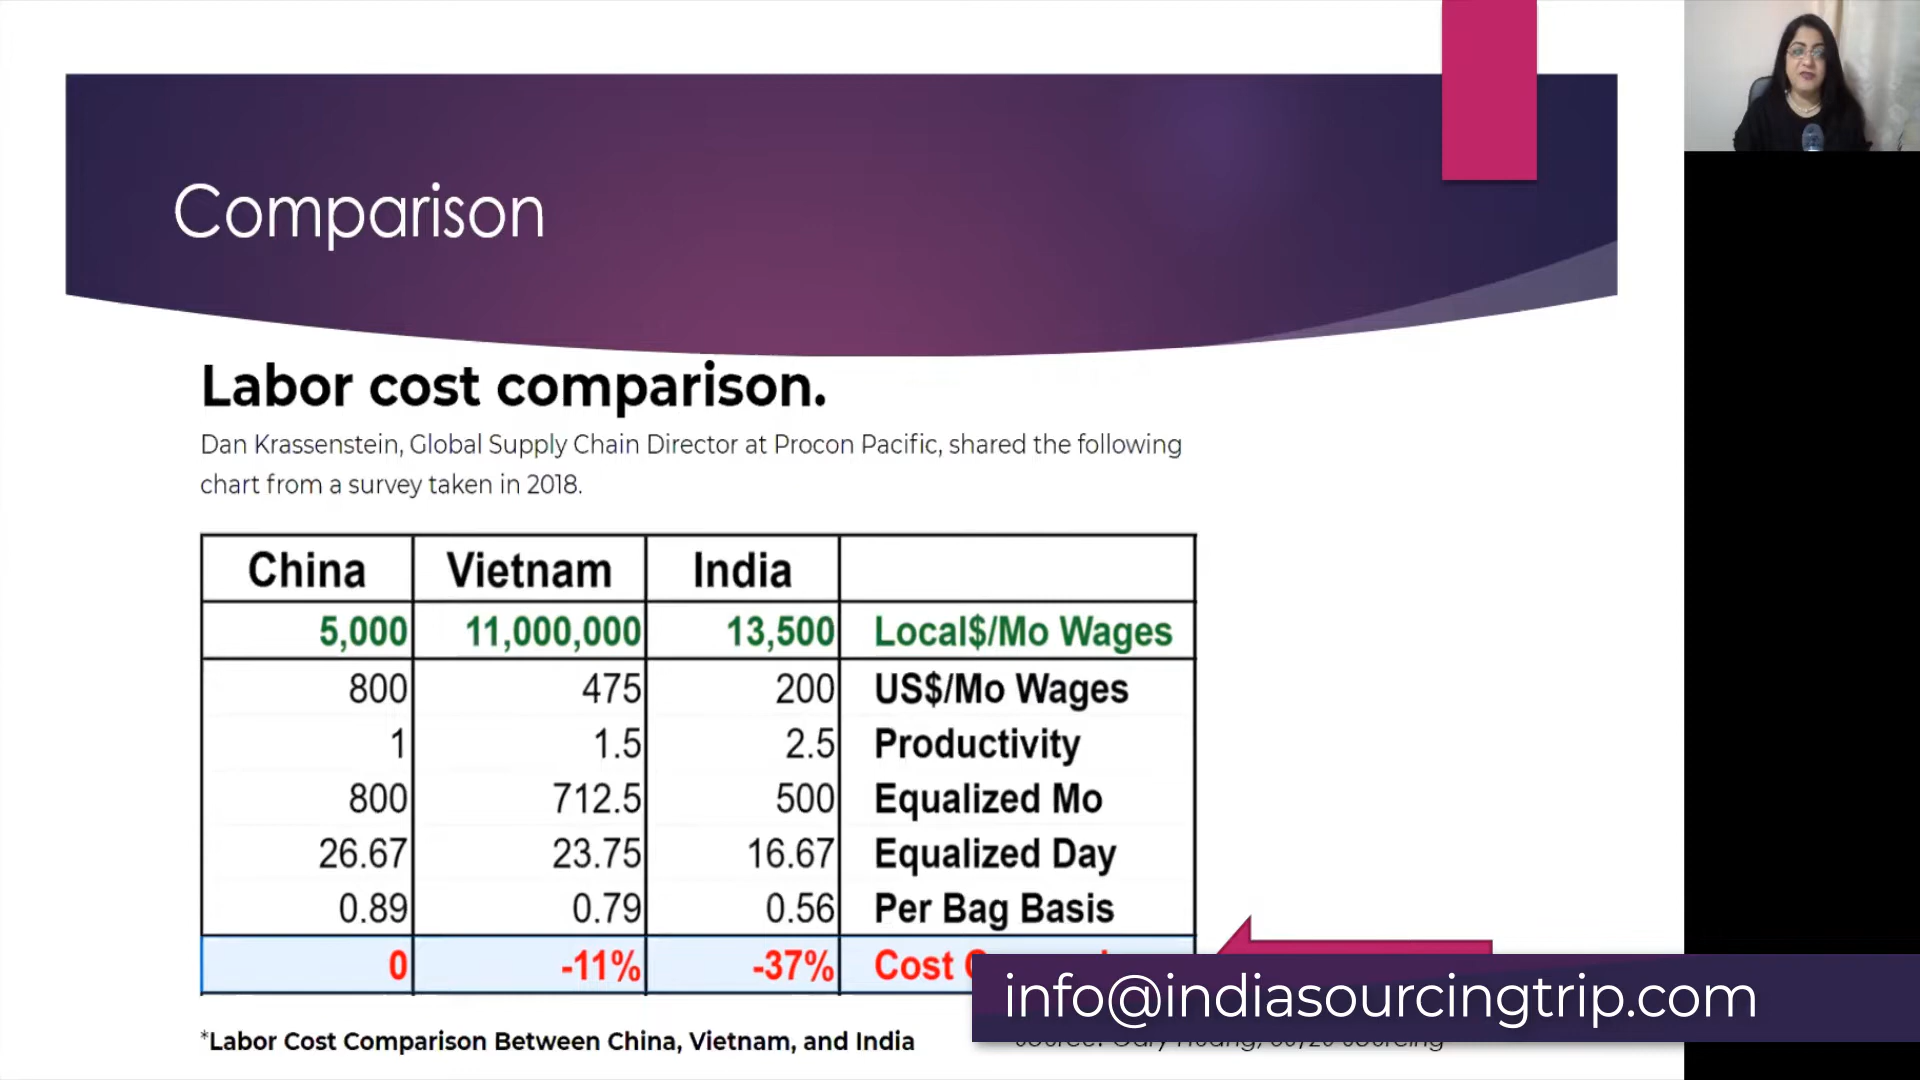 Comparison
Labor cost comparison.
Dan Krassenstein, Global Supply Chain Director at Procon Pacific, shared the following
chart from a survey taken in 2018.
China Vietnam India
5,000 11,000,000 13,500 Local$/Mo Wages
800 475 200 US$/Mo Wages
1 1.5 2.5 Productivity
800 712.5 500 Equalized Mo
26.67 23.75 16.67 Equalized Day
0.89 0.79 0.56 Per Bag Basis
0 -11% -37% Cost
info@indiasourcingtrip.com
*Labor Cost Comparison Between China, Vietnam, and India